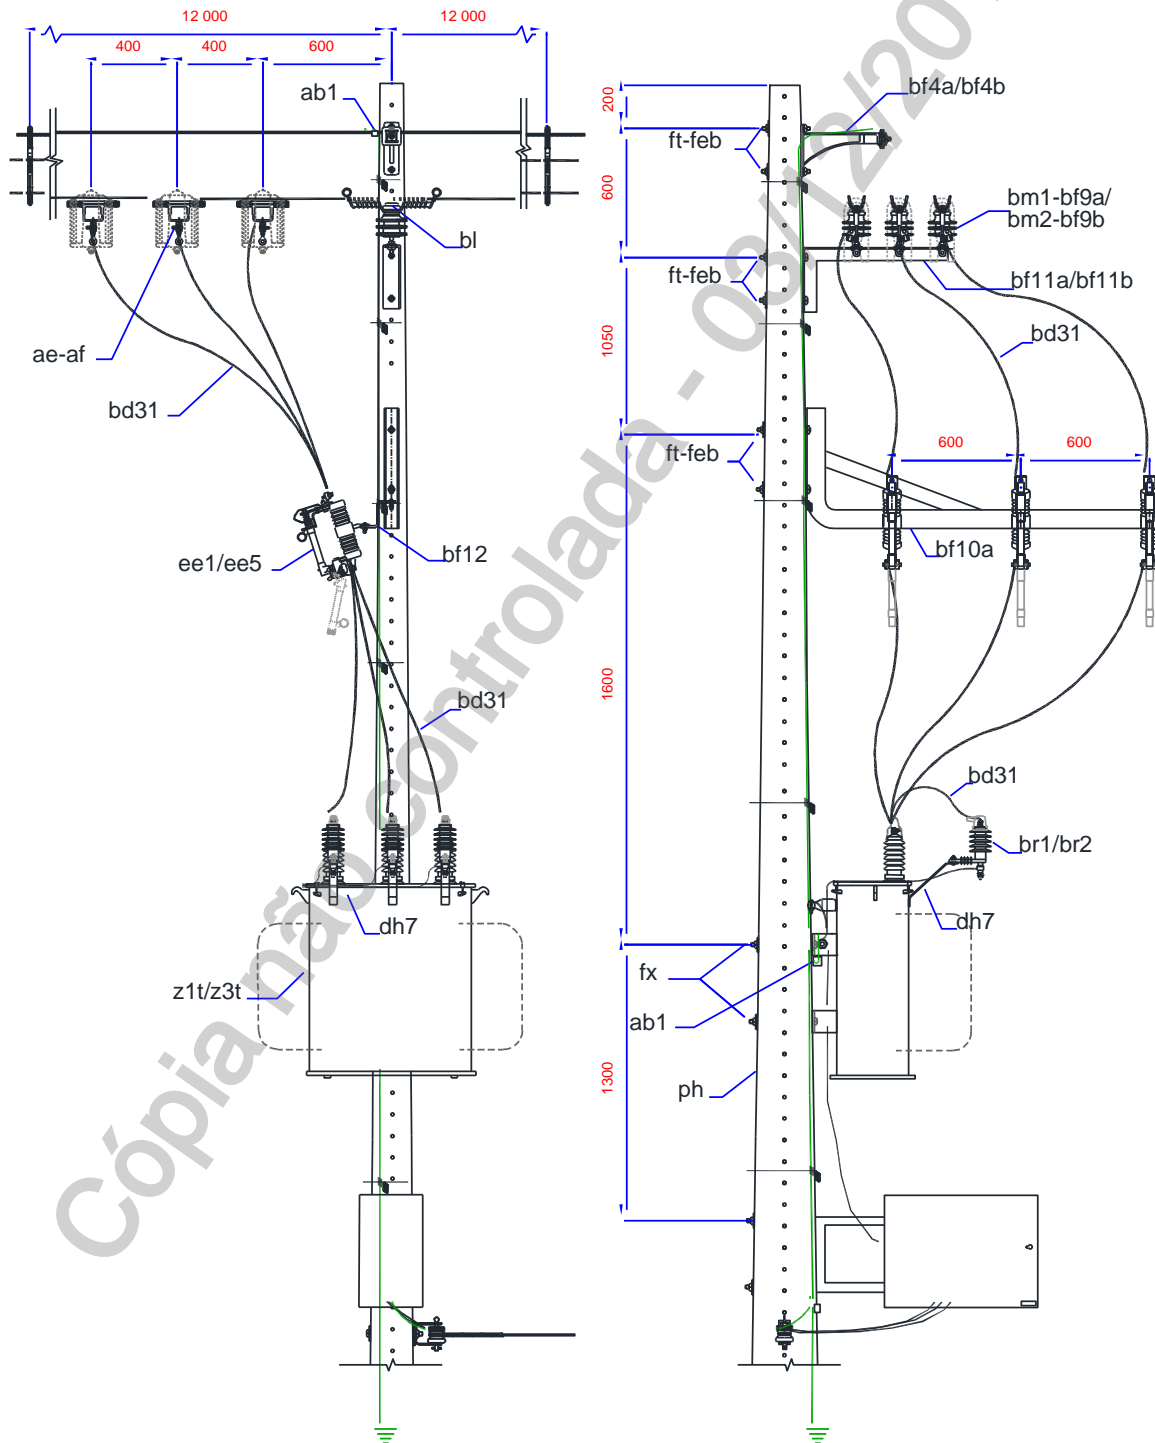 12 000
12 000
400
400
600
ab1
bl
ae-af
bd31
ee1/ee5
bf12
bd31
dh7
z1t/z3t
200
600
1050
1600
1300
bf4a/bf4b
ft-feb
bm1-bf9a/
bm2-bf9b
ft-feb
bf11a/bf11b
bd31
ft-feb
600
600
bf10a
bd31
br1/br2
dh7
fx
ab1
ph
Cópia não controlada - 03/12/20